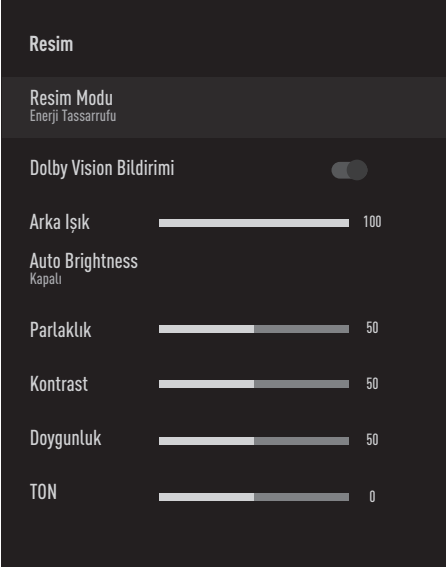 Resim
Resim Modu
Enerji Tassarrufu
Dolby Vision Bildirimi
Arka Işık 100
Auto Brightness
Kapalı
Parlaklık 50
Kontrast 50
Doygunluk 50
TON 0